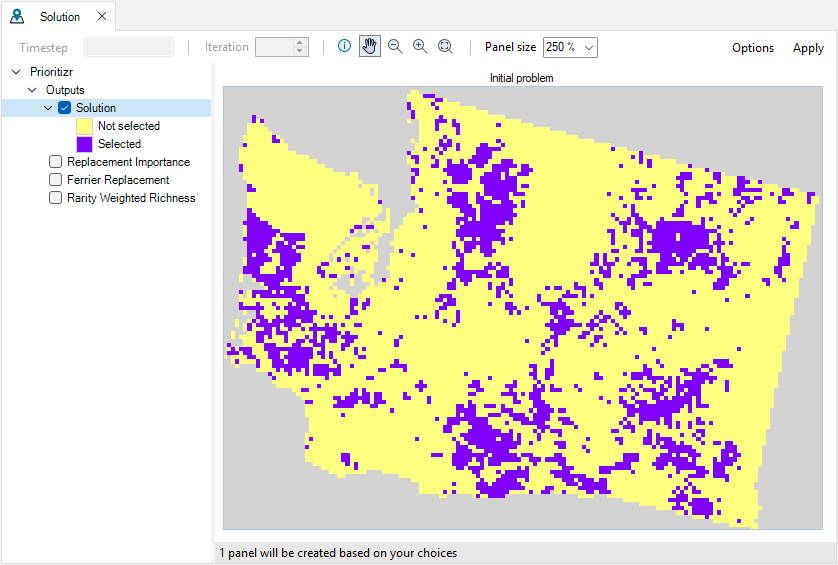 Solution
Timestep Iteration Panel size 250 % Options Apply
Prioritizr
Outputs
Solution
Not selected
Selected
Replacement Importance
Ferrier Replacement
Rarity Weighted Richness
Initial problem
1 panel will be created based on your choices